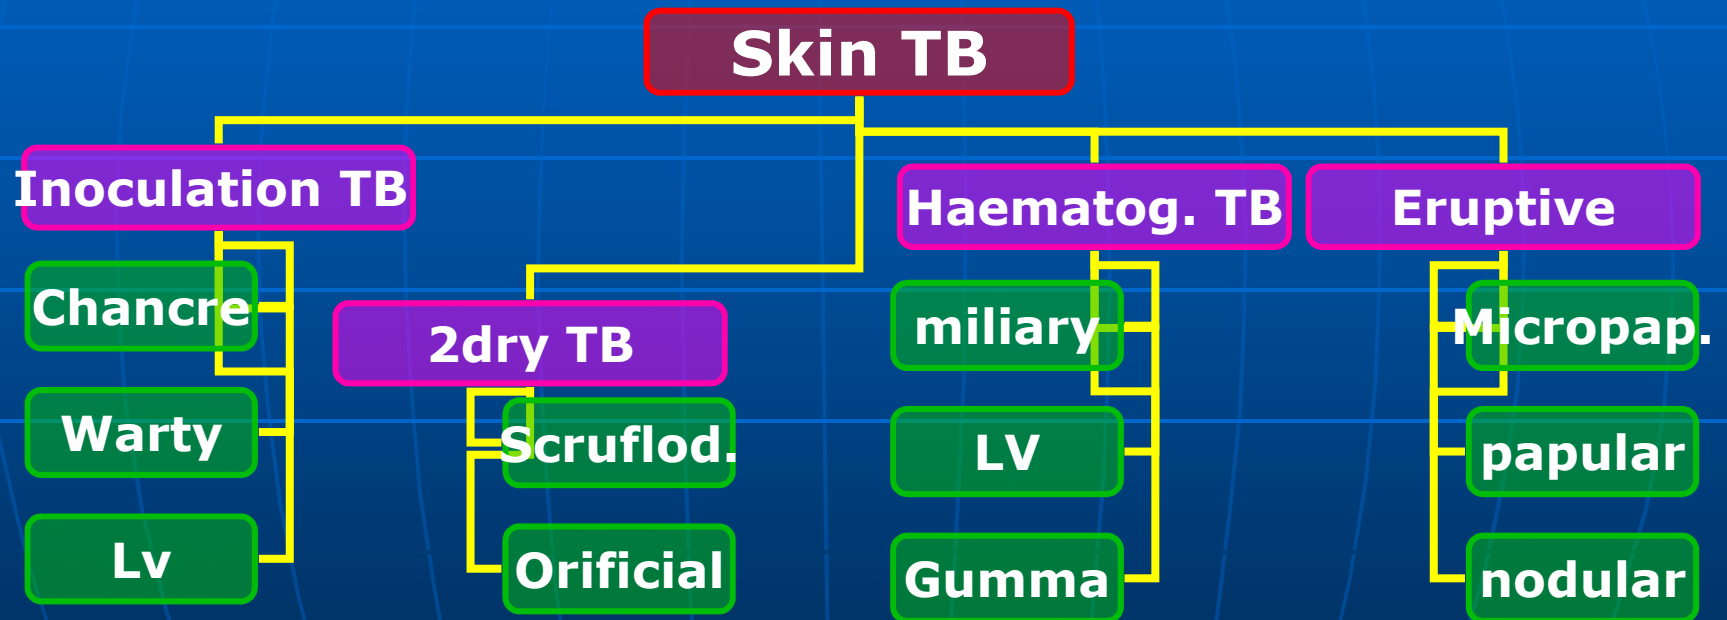 Skin TB
Inoculation TB
Chancre
Warty
Lv
2dry TB
Scruflod.
Orificial
Haematog. TB
miliary
LV
Gumma
Eruptive
Micropap.
papular
nodular